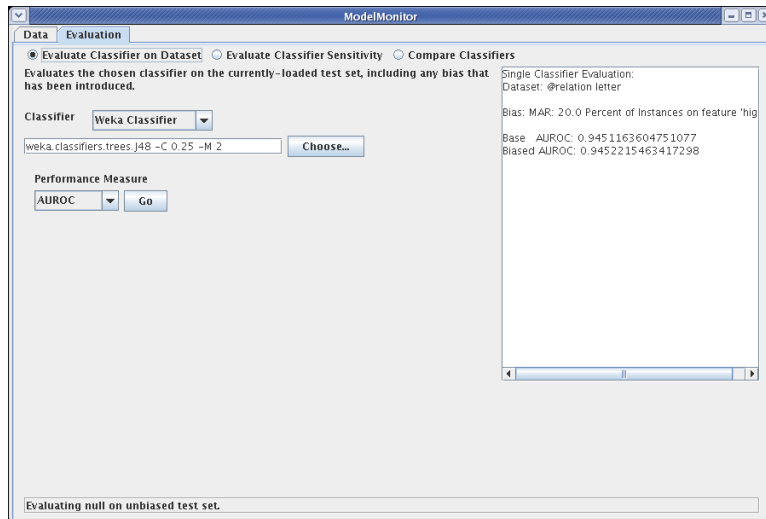 ModelMonitor
Data Evaluation
Evaluate Classifier on Dataset Evaluate Classifier Sensitivity Compare Classifiers
Evaluates the chosen classifier on the currently-loaded test set, including any bias that
has been introduced.
Classifier Weka Classifier
weka.classifiers.trees.J48 -C 0.25 -M 2 Choose...
Performance Measure
AUROC Go
Single Classifier Evaluation:
Dataset: @relation letter
Bias: MAR: 20.0 Percent of Instances on feature 'hig
Base AUROC: 0.9451163604751077
Biased AUROC: 0.9452215463417298
Evaluating null on unbiased test set.